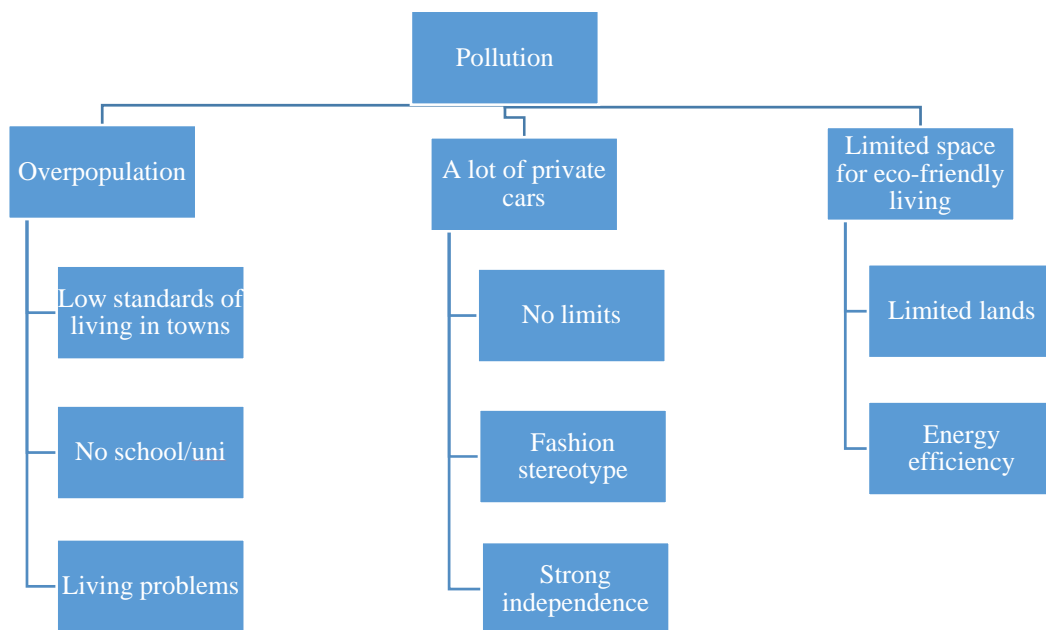 Pollution
Overpopulation
Low standards of
living in towns
No school/uni
Living problems
A lot of private
cars
No limits
Fashion
stereotype
Strong
independence
Limited space
for eco-friendly
living
Limited lands
Energy
efficiency